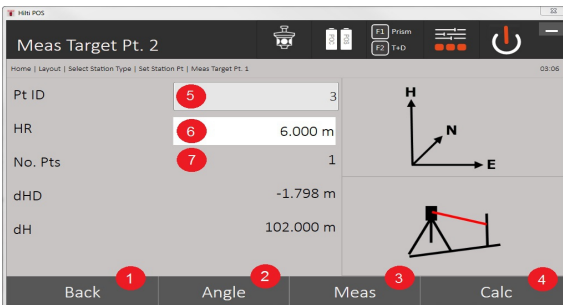 Hilti POS
Meas Target Pt. 2
POC
POS
F1 Prism
F2 T+D
Home | Layout | Select Station Type | Set Station Pt | Meas Target Pt. 1
03:06
Pt ID 5 3
HR 6 6.000 m
No. Pts 7 1
dHD -1.798 m
dH 102.000 m
H
N
E
1 2 3 4
Back Angle Meas Calc